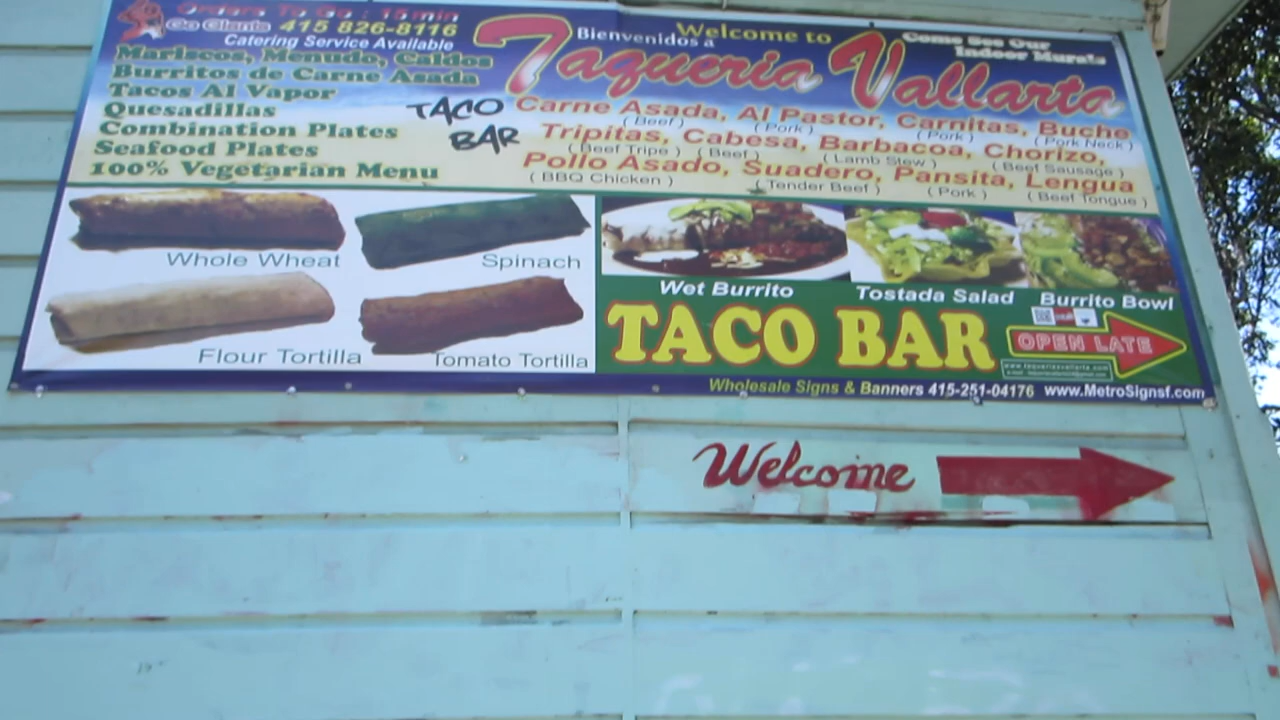 Orders To Go : 15 min
Go Giants 415 826-8116
Catering Service Available
Mariscos, Menudo, Caldos
Burritos de Carne Asada
Tacos Al Vapor
Quesadillas
Combination Plates
Seafood Plates
100% Vegetarian Menu
TACO
BAR
Bienvenidos a
Welcome to
Come See Our
Indoor Murals
Taqueria Vallarta
Carne Asada, Al Pastor, Carnitas, Buche
(Beef) (Pork) (Pork) (Pork Neck)
Tripitas, Cabesa, Barbacoa, Chorizo,
(Beef Tripe) (Beef) (Lamb Stew) (Beef Sausage)
Pollo Asado, Suadero, Pansita, Lengua
(BBQ Chicken) (Tender Beef) (Pork) (Beef Tongue)
Whole Wheat
Spinach
Flour Tortilla
Tomato Tortilla
Wet Burrito
Tostada Salad
Burrito Bowl
TACO BAR
OPEN LATE
Wholesale Signs & Banners 415-251-04176 www.MetroSignsf.com
Welcome